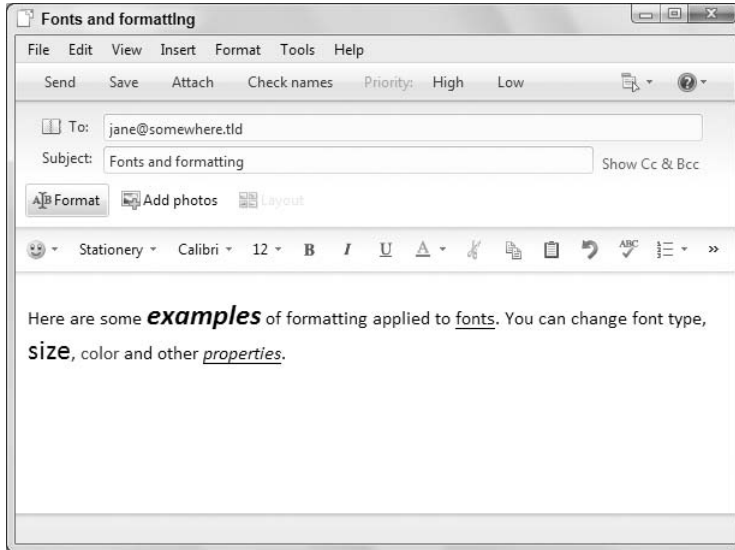 Fonts and formattIng
File Edit View Insert Format Tools Help
Send Save Attach Check names Priority: High Low
To: jane@somewhere.tld
Subject: Fonts and formatting Show Cc & Bcc
Format Add photos Layout
Stationery Calibri 12 B I U A ABC »
Here are some examples of formatting applied to fonts. You can change font type,
size, color and other properties.